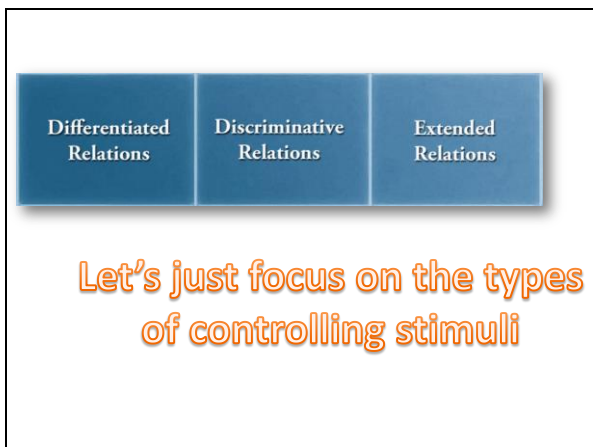 Differentiated
Relations
Discriminative
Relations
Extended
Relations
Let's just focus on the types
of controlling stimuli